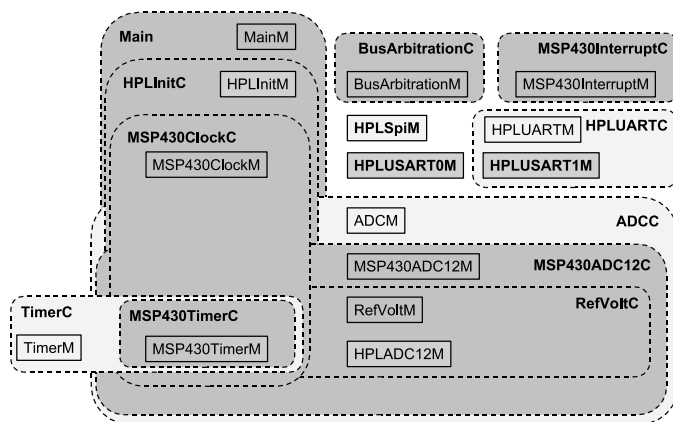 Main
MainM
BusArbitrationC
MSP430InterruptC
HPLInitC
HPLInitM
BusArbitrationM
MSP430InterruptM
MSP430ClockC
HPLSpiM
HPLUARTM
HPLUARTC
MSP430ClockM
HPLUSART0M
HPLUSART1M
ADCM
ADCC
MSP430ADC12M
MSP430ADC12C
TimerC
MSP430TimerC
RefVoltM
RefVoltC
TimerM
MSP430TimerM
HPLADC12M